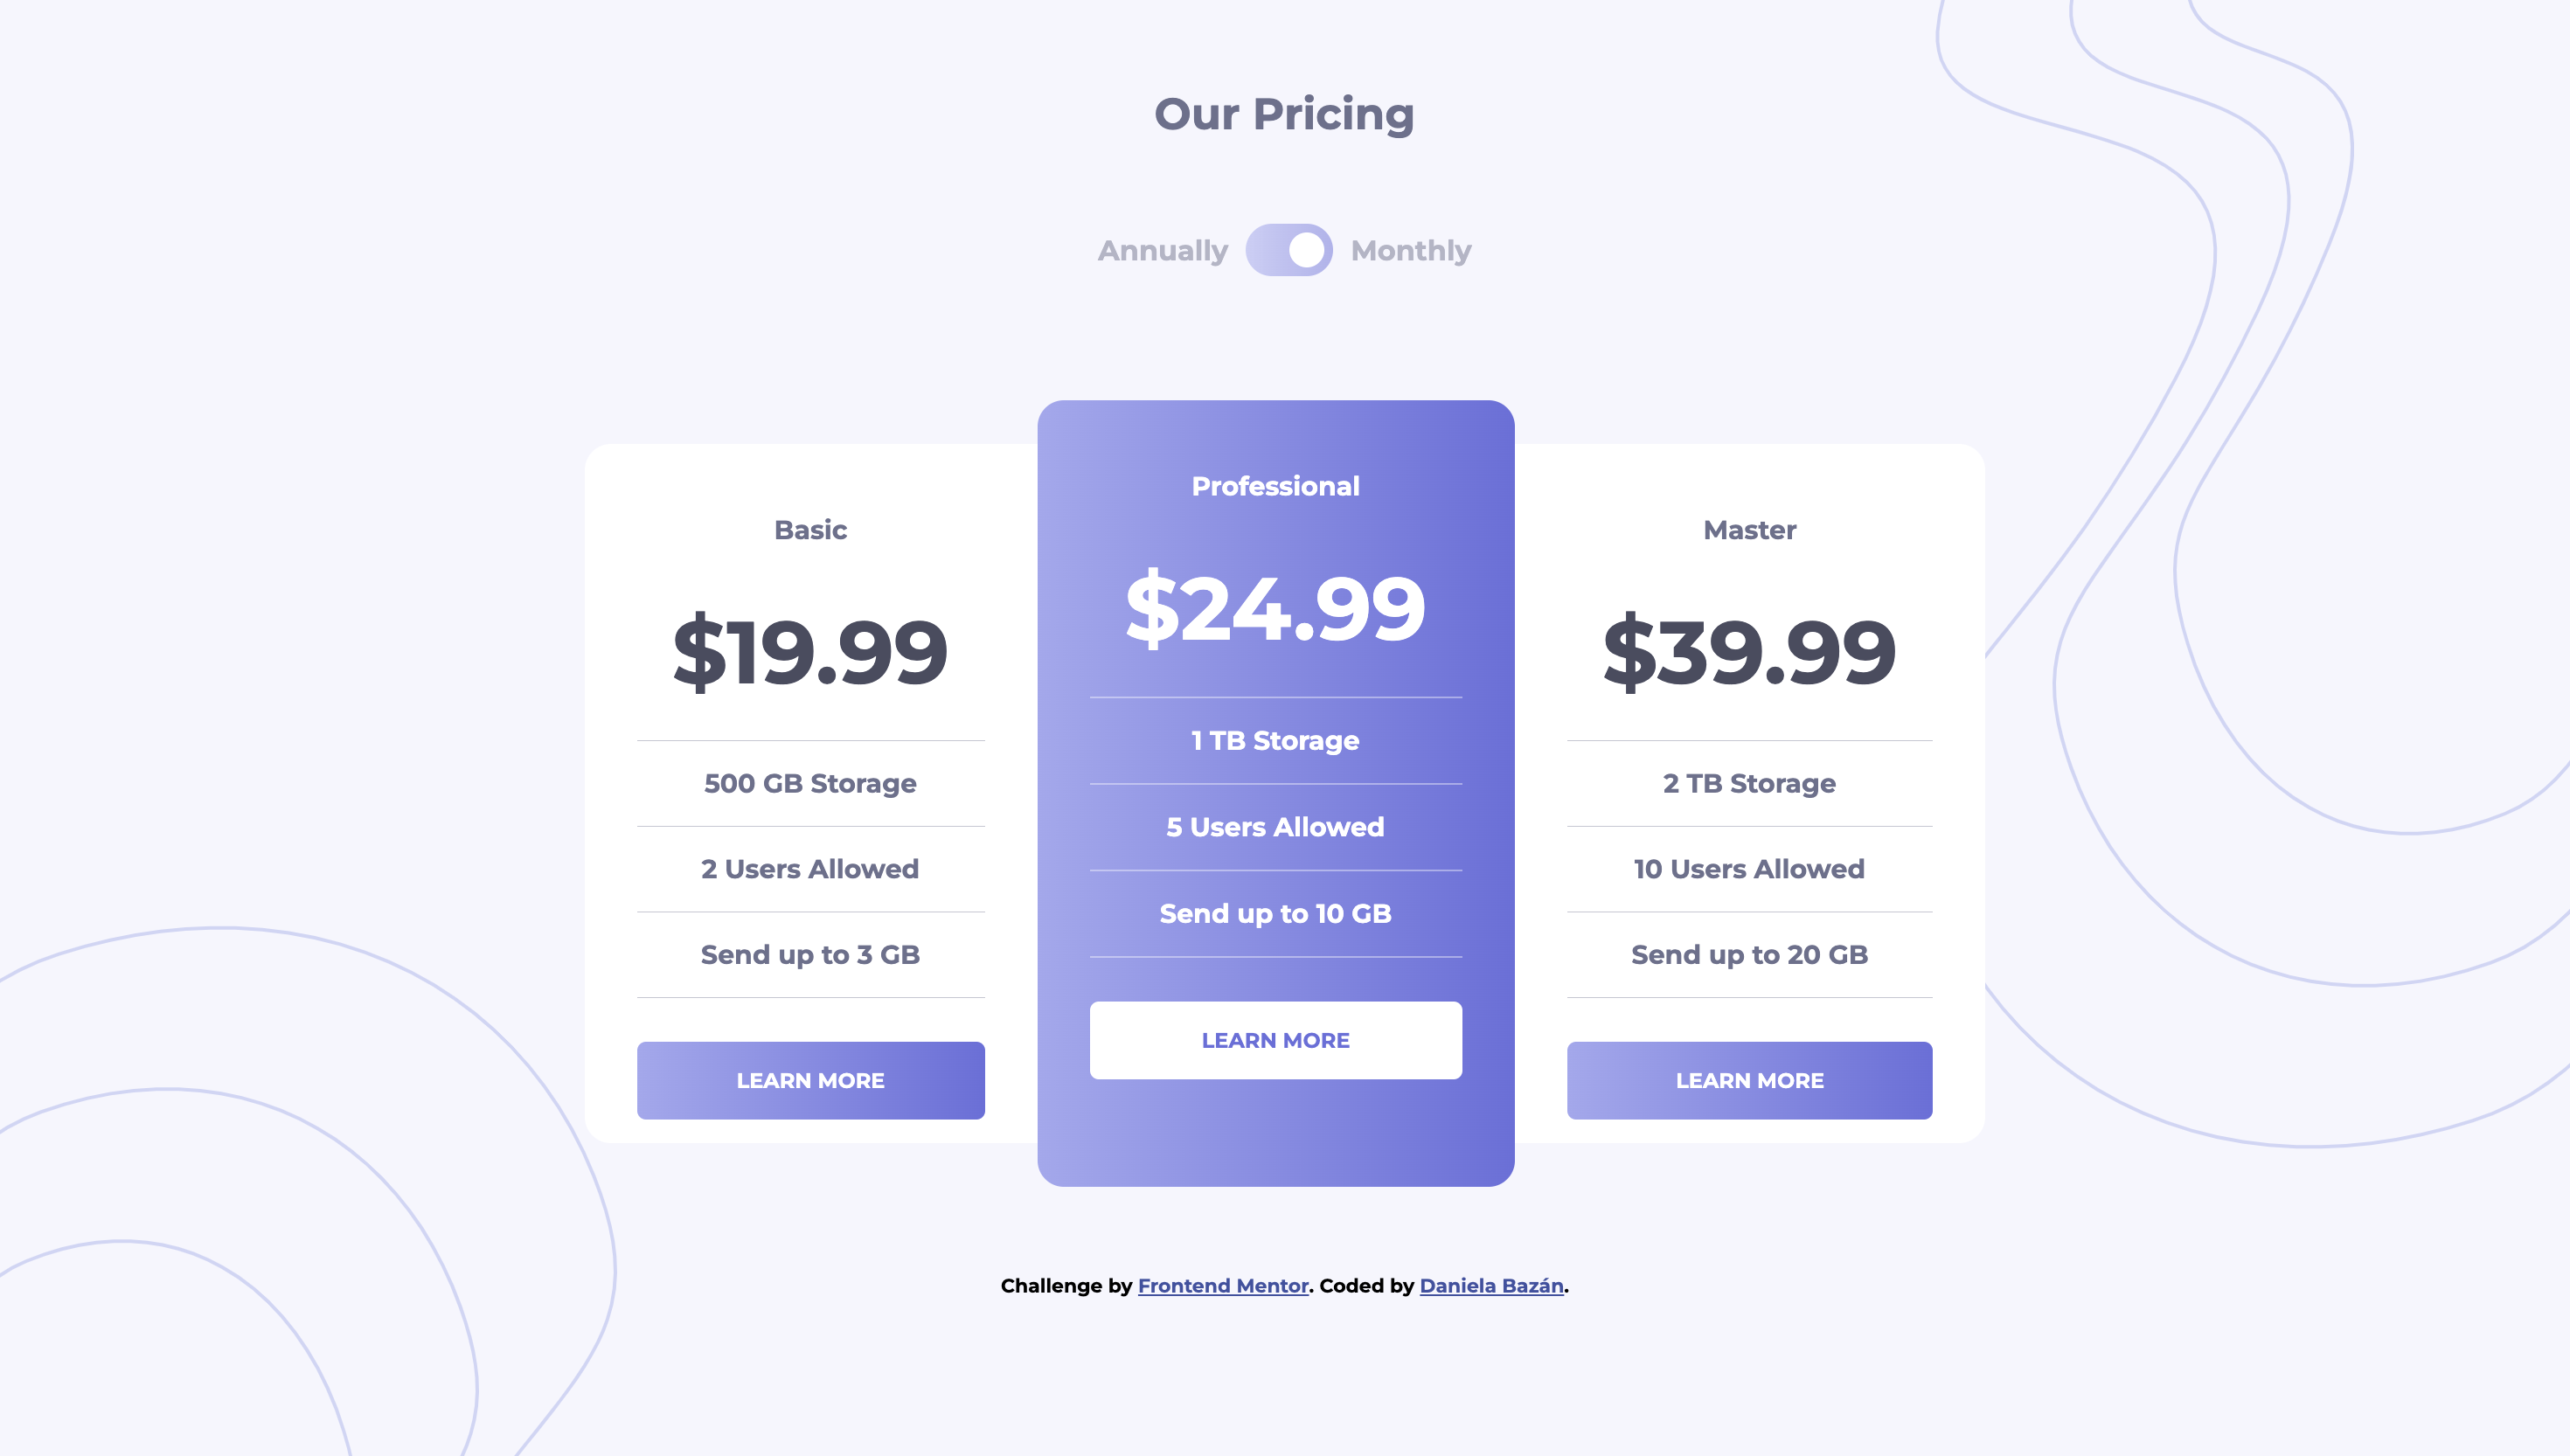 Our Pricing
Annually Monthly
Basic
$19.99
500 GB Storage
2 Users Allowed
Send up to 3 GB
LEARN MORE
Professional
$24.99
1 TB Storage
5 Users Allowed
Send up to 10 GB
LEARN MORE
Master
$39.99
2 TB Storage
10 Users Allowed
Send up to 20 GB
LEARN MORE
Challenge by Frontend Mentor. Coded by Daniela Bazán.